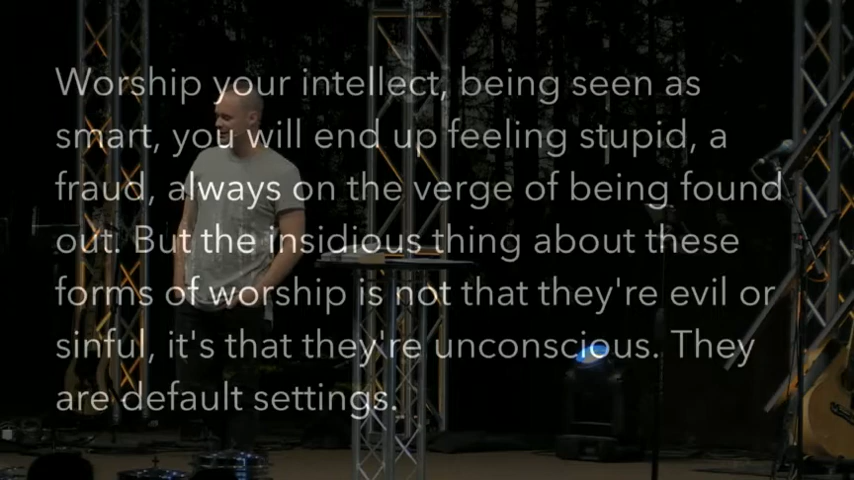 Worship your intellect, being seen as
smart, you will end up feeling stupid, a
fraud, always on the verge of being found
out. But the insidious thing about these
forms of worship is not that they're evil or
sinful, it's that they're unconscious. They
are default settings.